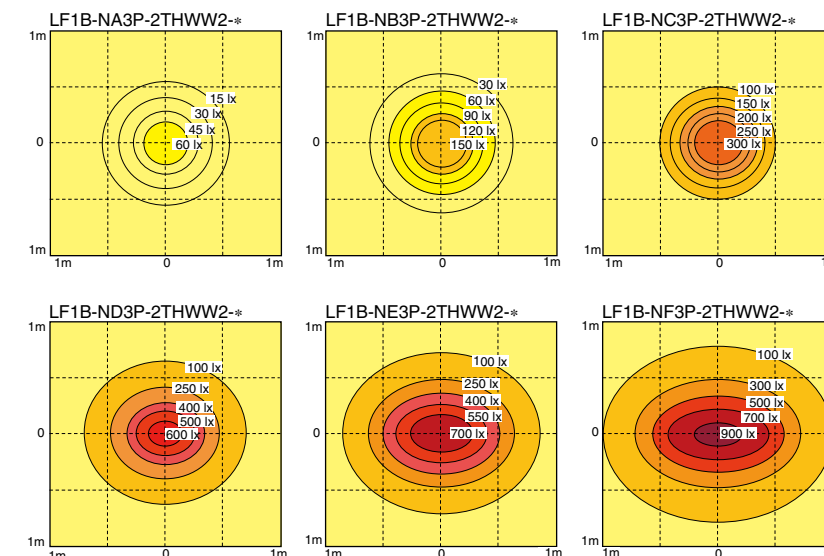 LF1B-NA3P-2THWW2-*
1m
15 lx
30 lx
45 lx
60 lx
0
1m
1m
0
1m
LF1B-NB3P-2THWW2-*
1m
30 lx
60 lx
90 lx
120 lx
150 lx
0
1m
1m
0
1m
LF1B-NC3P-2THWW2-*
1m
100 lx
150 lx
200 lx
250 lx
300 lx
0
1m
1m
0
LF1B-ND3P-2THWW2-*
1m
100 lx
250 lx
400 lx
500 lx
600 lx
0
1m
1m
0
1m
LF1B-NE3P-2THWW2-*
1m
100 lx
250 lx
400 lx
550 lx
700 lx
0
1m
1m
0
1m
LF1B-NF3P-2THWW2-*
1m
100 lx
300 lx
500 lx
700 lx
900 lx
0
1m
1m
0